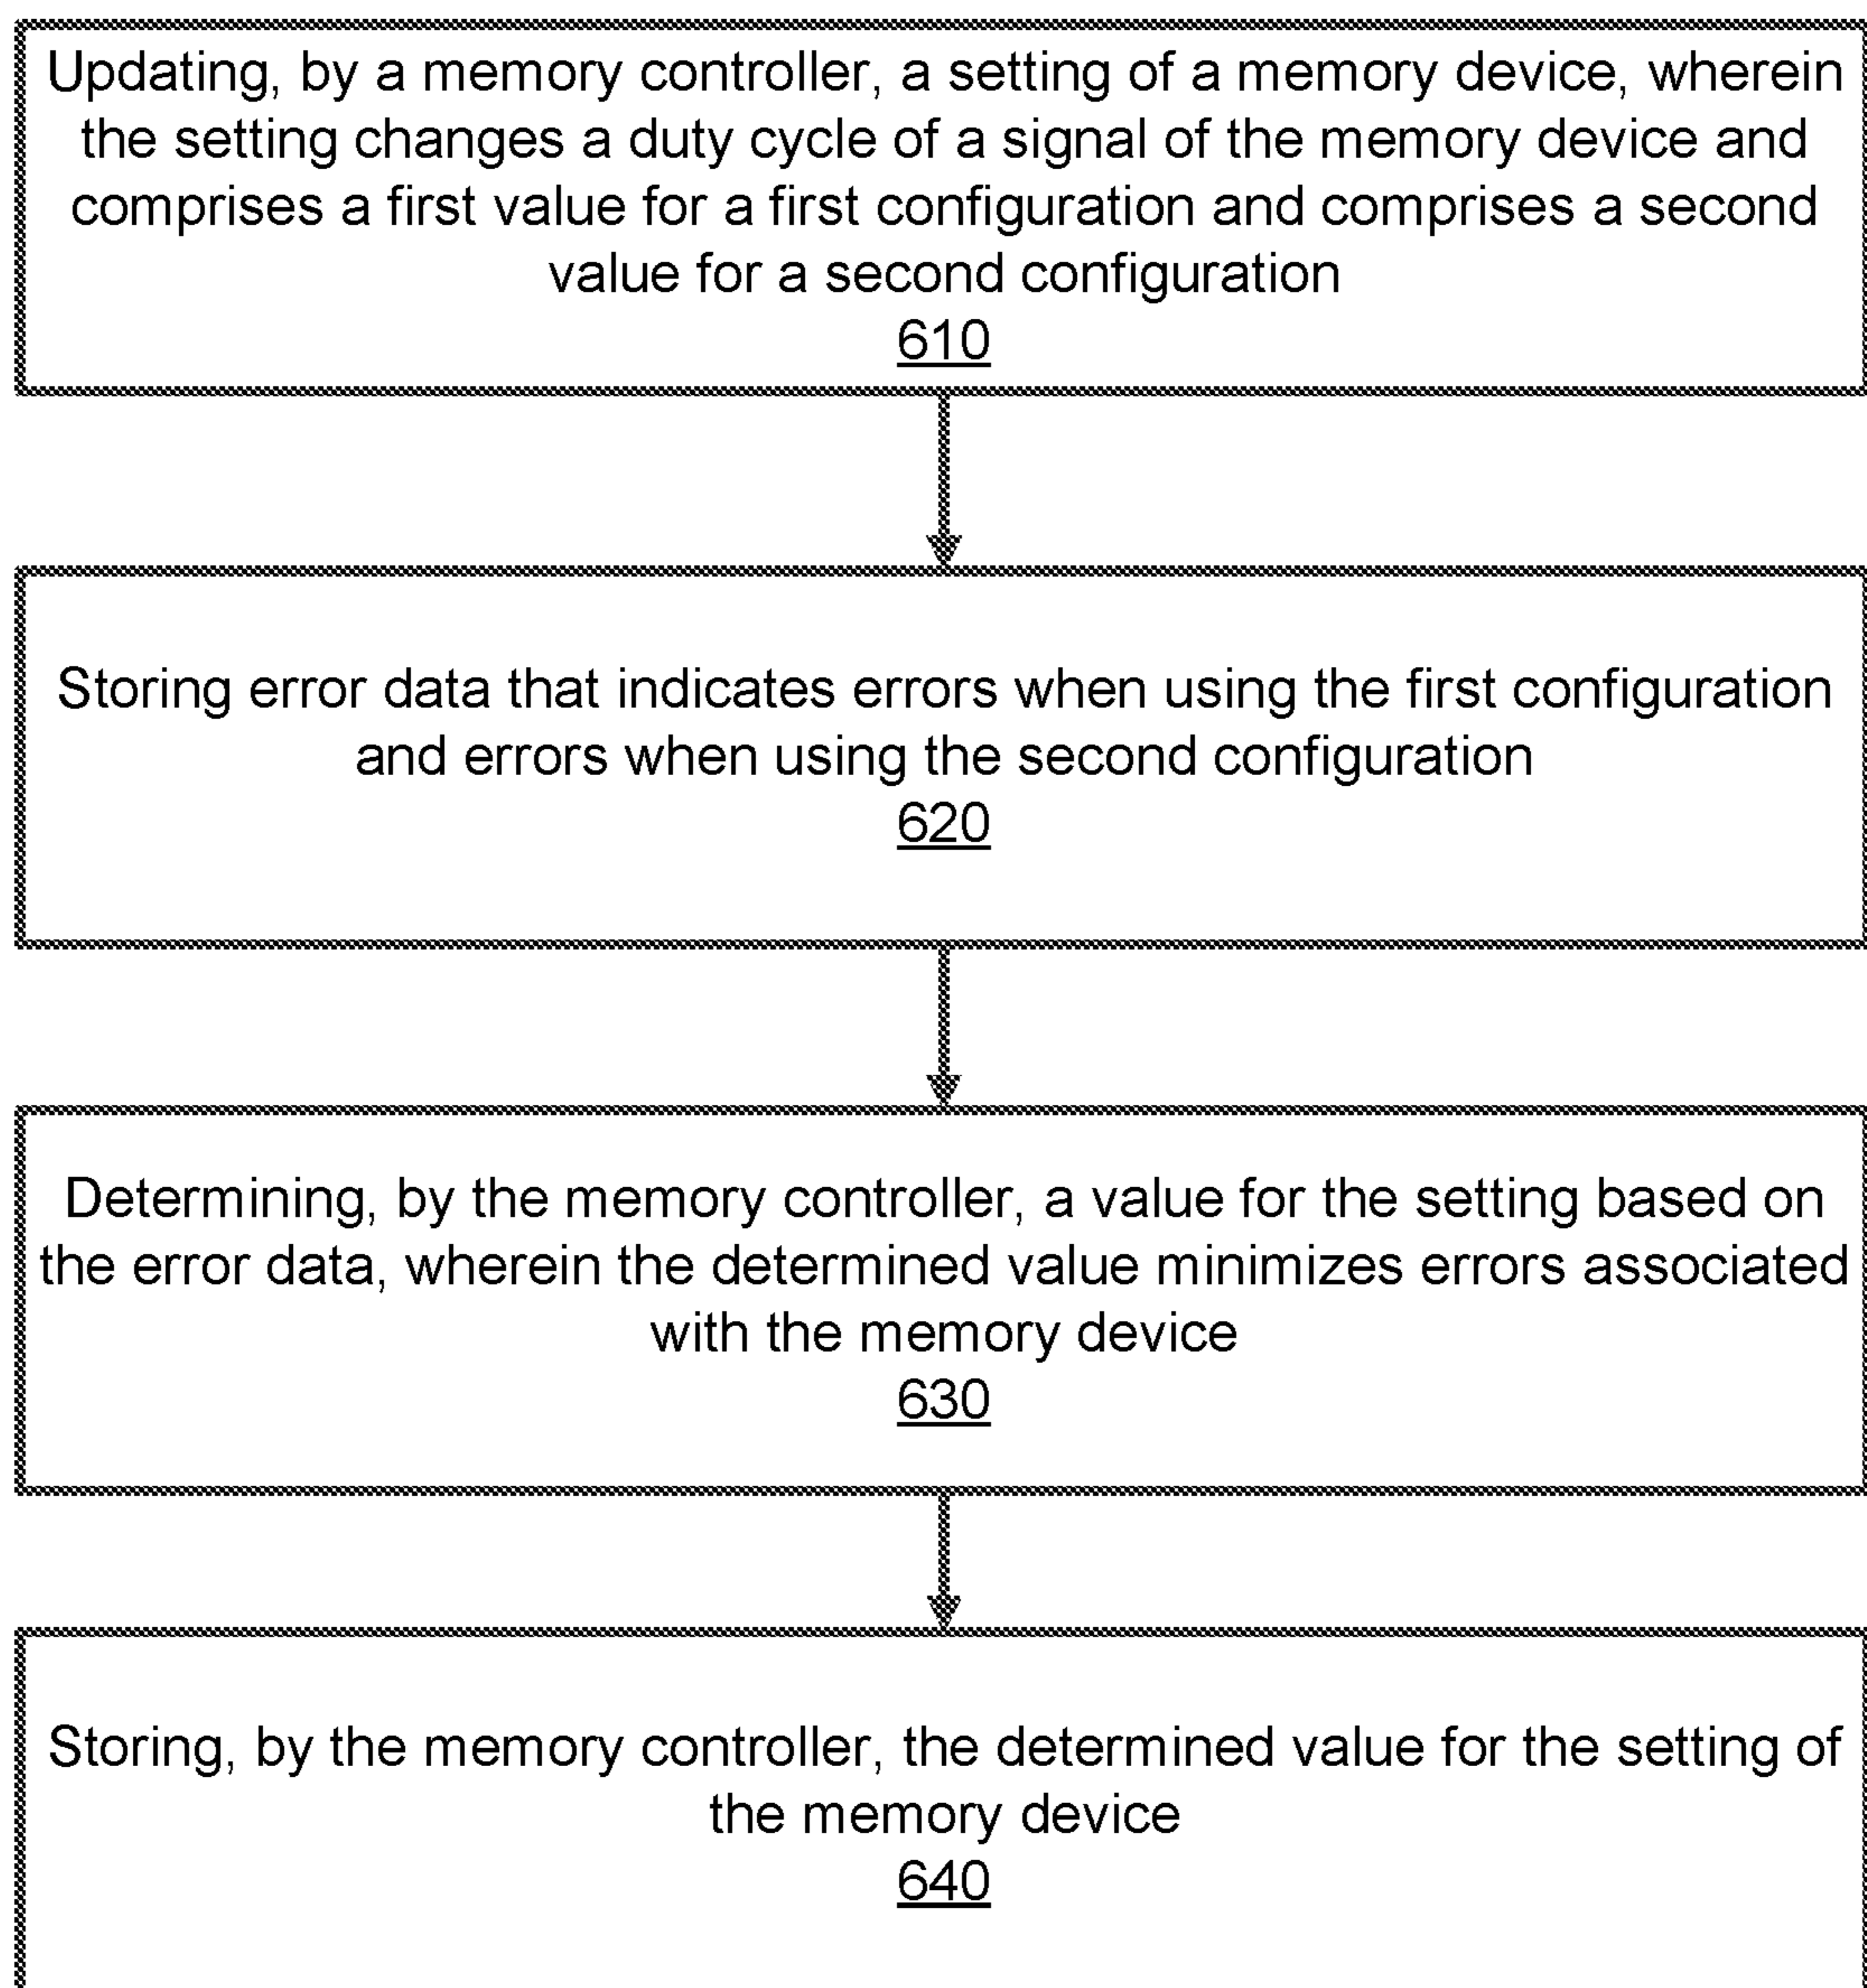 Updating, by a memory controller, a setting of a memory device, wherein
the setting changes a duty cycle of a signal of the memory device and
comprises a first value for a first configuration and comprises a second
value for a second configuration
610
Storing error data that indicates errors when using the first configuration
and errors when using the second configuration
620
Determining, by the memory controller, a value for the setting based on
the error data, wherein the determined value minimizes errors associated
with the memory device
630
Storing, by the memory controller, the determined value for the setting of
the memory device
640